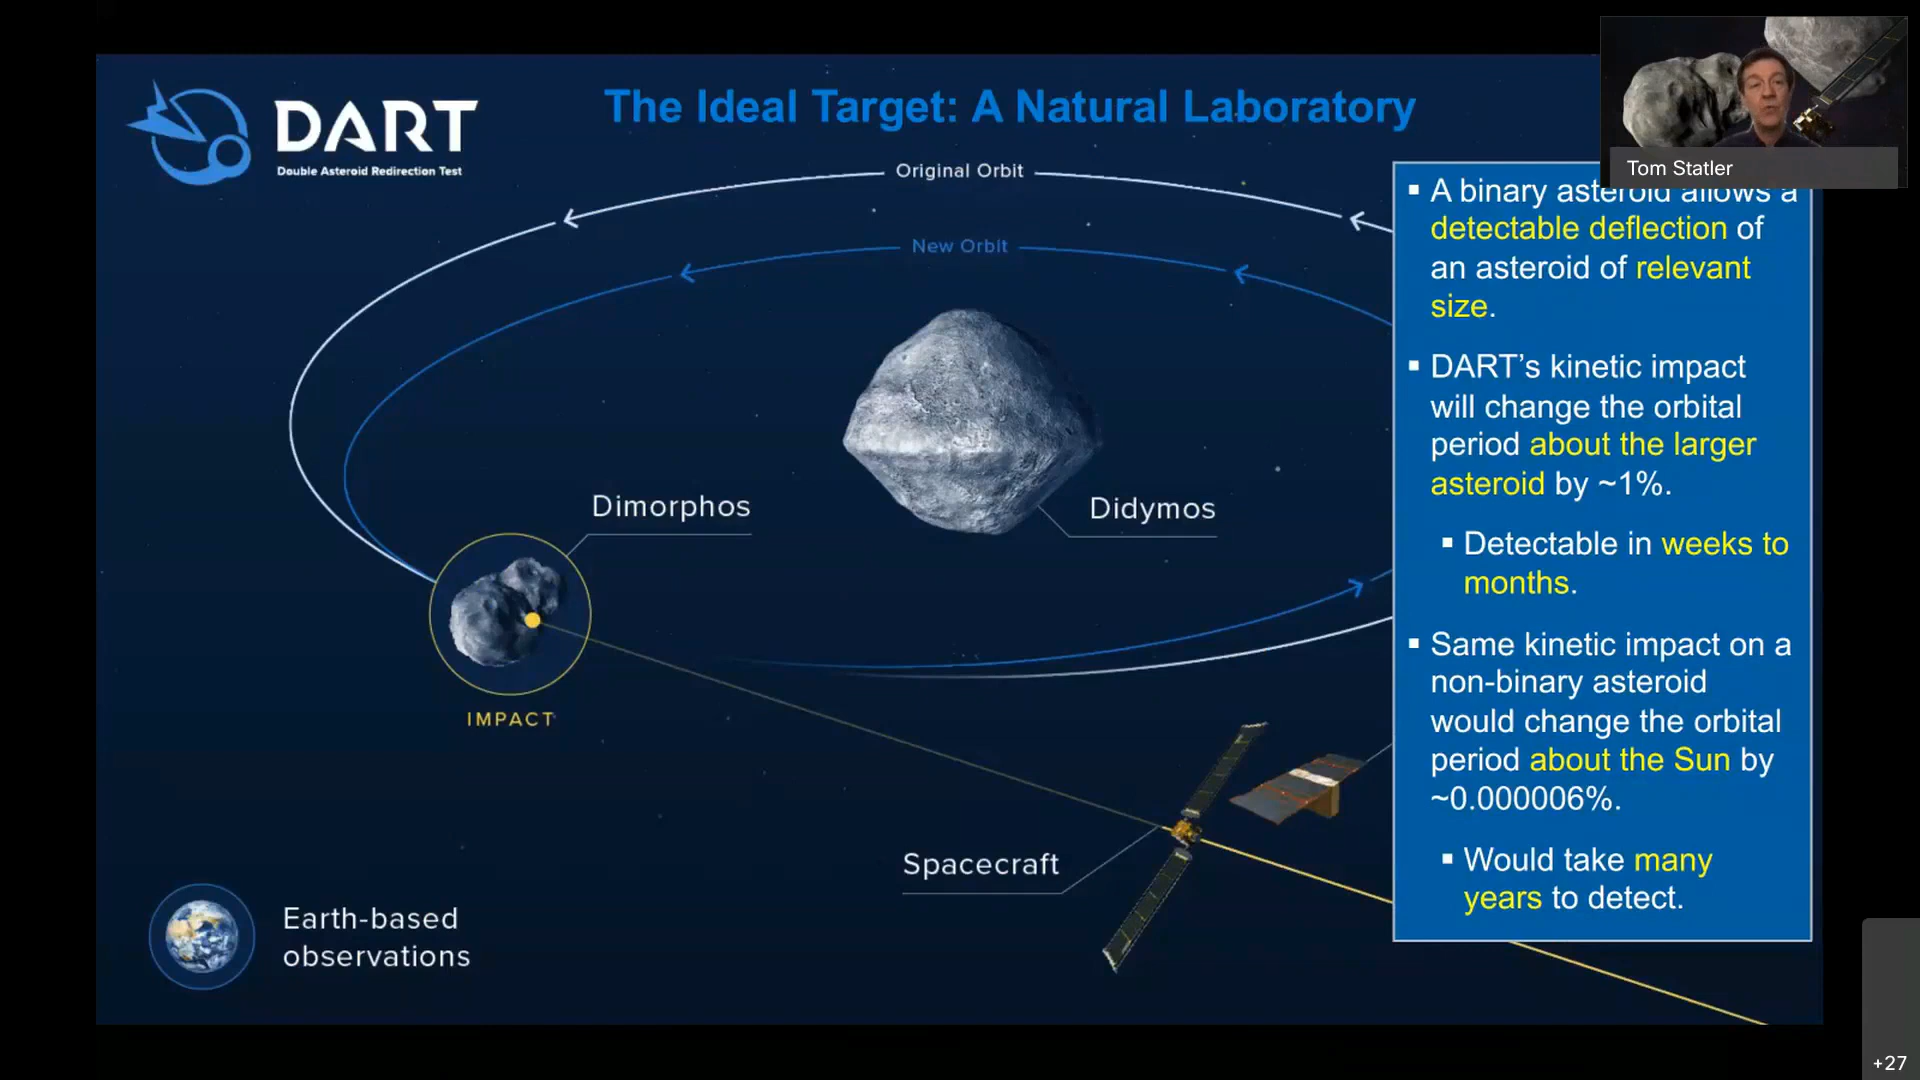 DART
Double Asteroid Redirection Test
The Ideal Target: A Natural Laboratory
Tom Statler
Original Orbit
New Orbit
Dimorphos
Didymos
IMPACT
Spacecraft
Earth-based
observations
▪ A binary asteroid allows a
detectable deflection of
an asteroid of relevant
size.
▪ DART’s kinetic impact
will change the orbital
period about the larger
asteroid by ~1%.
▪ Detectable in weeks to
months.
▪ Same kinetic impact on a
non-binary asteroid
would change the orbital
period about the Sun by
~0.000006%.
▪ Would take many
years to detect.
+27